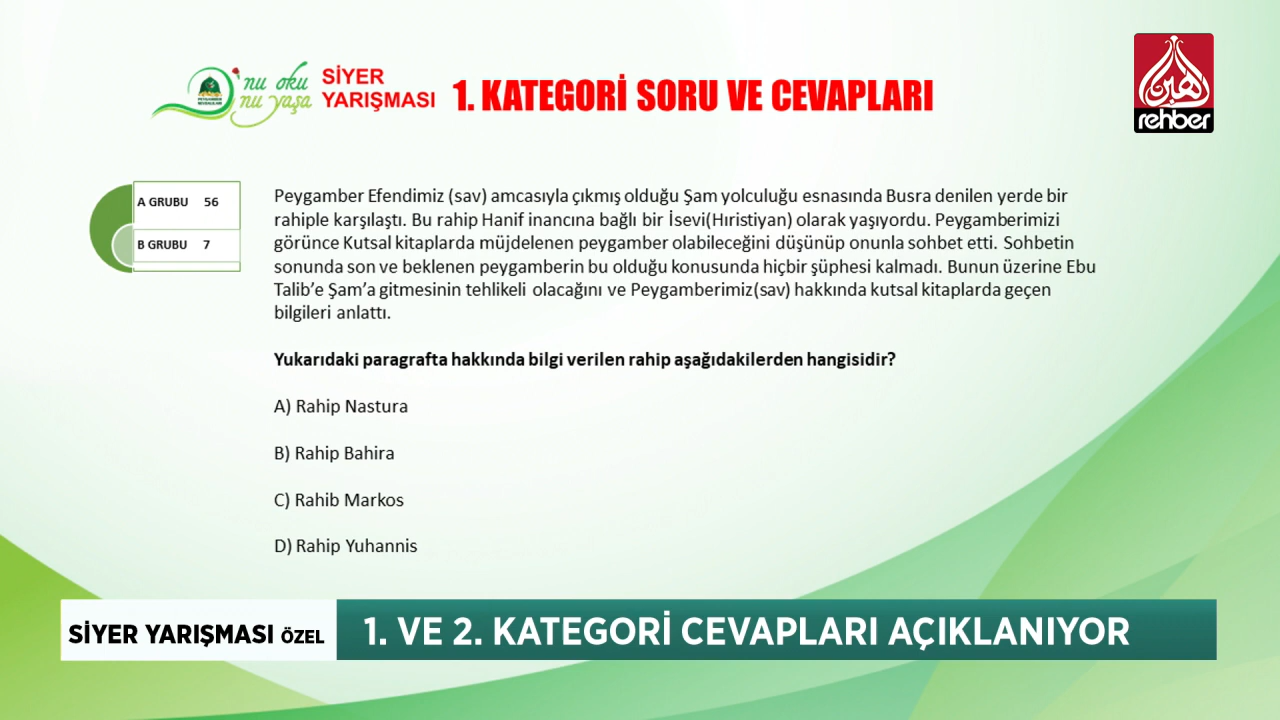 O'nu oku
O'nu yaşa
PEYGAMBER
SEVDALILARI
SİYER
YARIŞMASI
1. KATEGORİ SORU VE CEVAPLARI
rehber
A GRUBU 56
B GRUBU 7
Peygamber Efendimiz (sav) amcasıyla çıkmış olduğu Şam yolculuğu esnasında Busra denilen yerde bir
rahiple karşılaştı. Bu rahip Hanif inancına bağlı bir İsevi(Hıristiyan) olarak yaşıyordu. Peygamberimizi
görünce Kutsal kitaplarda müjdelenen peygamber olabileceğini düşünüp onunla sohbet etti. Sohbetin
sonunda son ve beklenen peygamberin bu olduğu konusunda hiçbir şüphesi kalmadı. Bunun üzerine Ebu
Talib’e Şam’a gitmesinin tehlikeli olacağını ve Peygamberimiz(sav) hakkında kutsal kitaplarda geçen
bilgileri anlattı.
Yukarıdaki paragrafta hakkında bilgi verilen rahip aşağıdakilerden hangisidir?
A) Rahip Nastura
B) Rahip Bahira
C) Rahib Markos
D) Rahip Yuhannis
SİYER YARIŞMASI ÖZEL
1. VE 2. KATEGORİ CEVAPLARI AÇIKLANIYOR